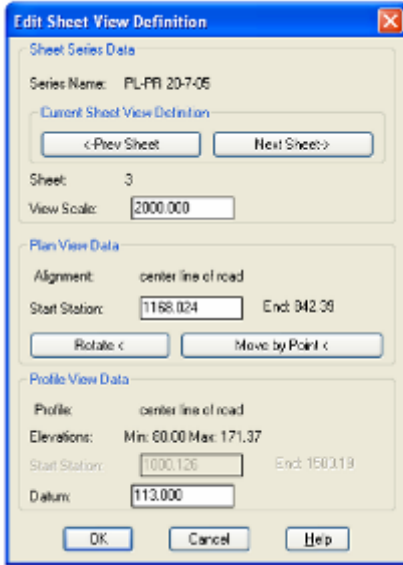 Edit Sheet View Definition
Sheet Series Data
Series Name: PL-PR 20-7-05
Current Sheet View Definition
<-Prev Sheet Next Sheet->
Sheet: 3
View Scale: 2000.000
Plan View Data
Alignment: center line of road
Start Station: 1168.024 End: 842.39
Rotate < Move by Point <
Profile View Data
Profile: center line of road
Elevations: Min: 80.00 Max: 171.37
Start Station: 1000.126 End: 1503.19
Datum: 113.000
OK Cancel Help